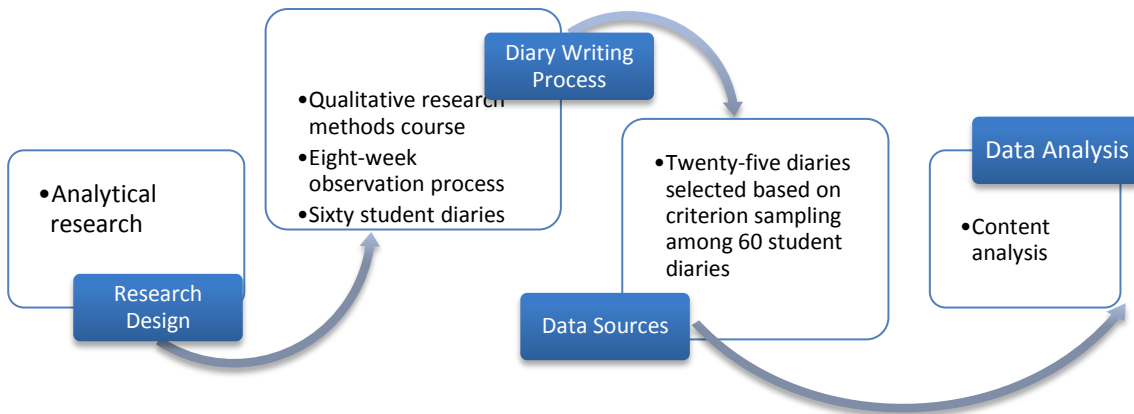 •Analytical
research
Research
Design
Diary Writing
Process
•Qualitative research
methods course
•Eight-week
observation process
•Sixty student diaries
•Twenty-five diaries
selected based on
criterion sampling
among 60 student
diaries
Data Sources
Data Analysis
•Content
analysis